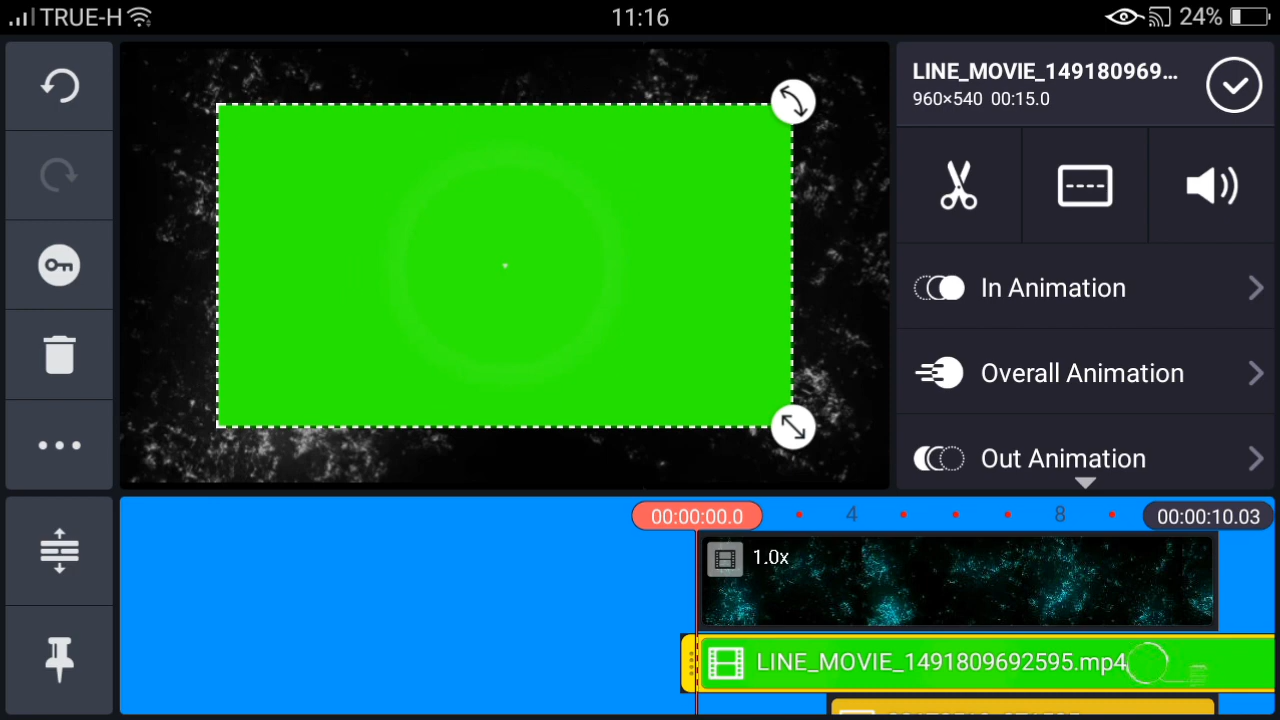 TRUE-H
11:16
24%
LINE_MOVIE_149180969...
960×540 00:15.0
In Animation
Overall Animation
Out Animation
00:00:00.0
4
8
00:00:10.03
1.0x
LINE_MOVIE_1491809692595.mp4